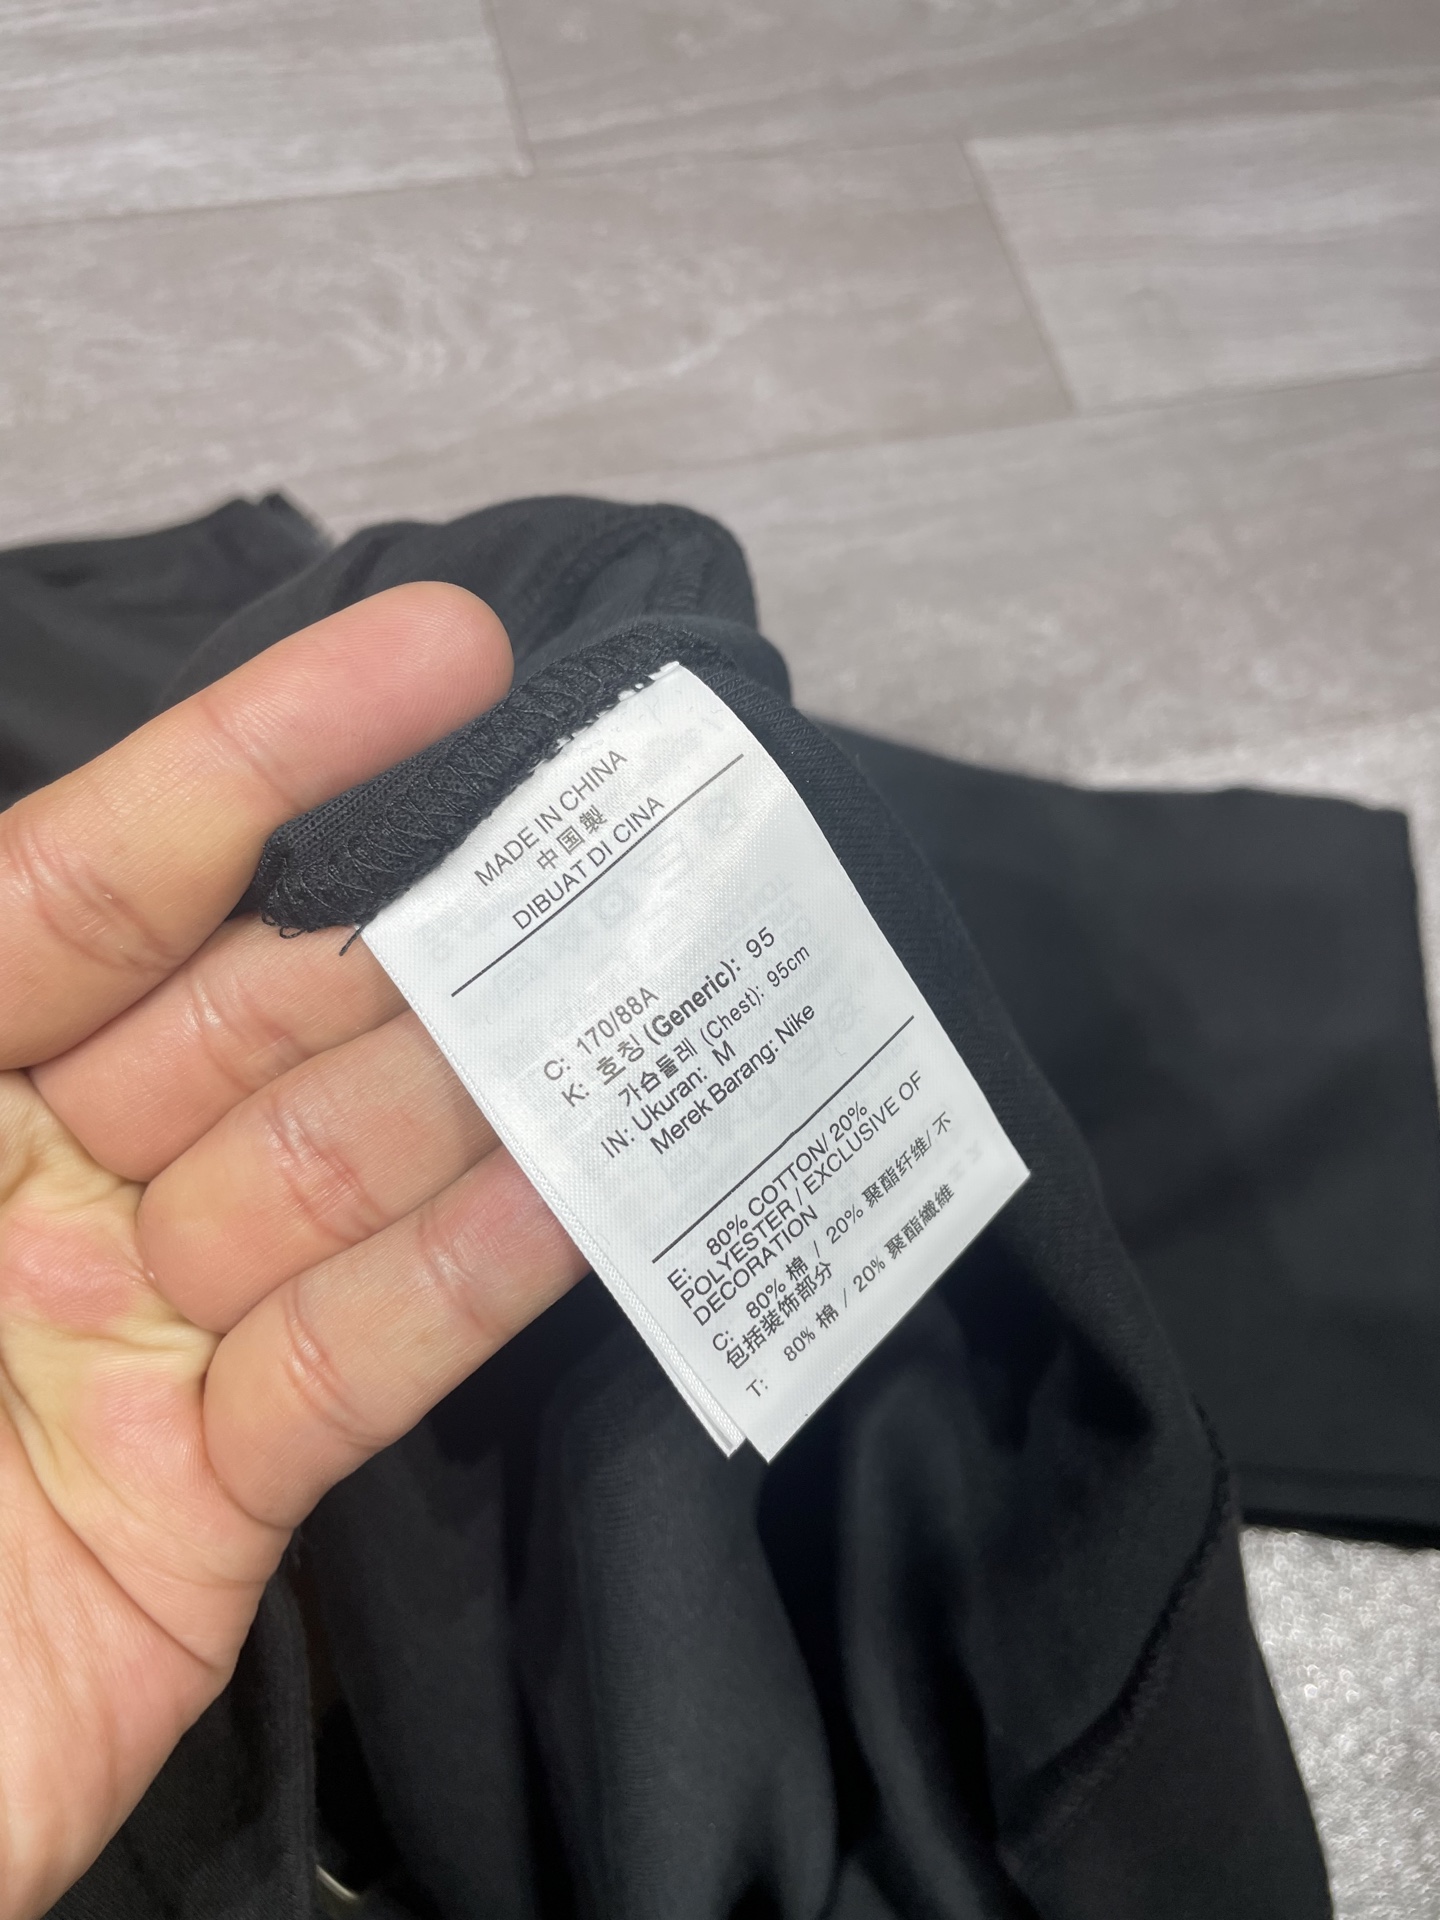 MADE IN CHINA
中国製
DIBUAT DI CINA
C: 170/88A
K: 호칭 (Generic): 95
가슴둘레 (Chest): 95cm
IN: Ukuran: M
Merek Barang: Nike
E: 80% COTTON/ 20%
POLYESTER / EXCLUSIVE OF
DECORATION
C: 80% 棉 / 20% 聚酯纤维/ 不
包括装饰部分
T: 80% 棉 / 20% 聚酯纖維